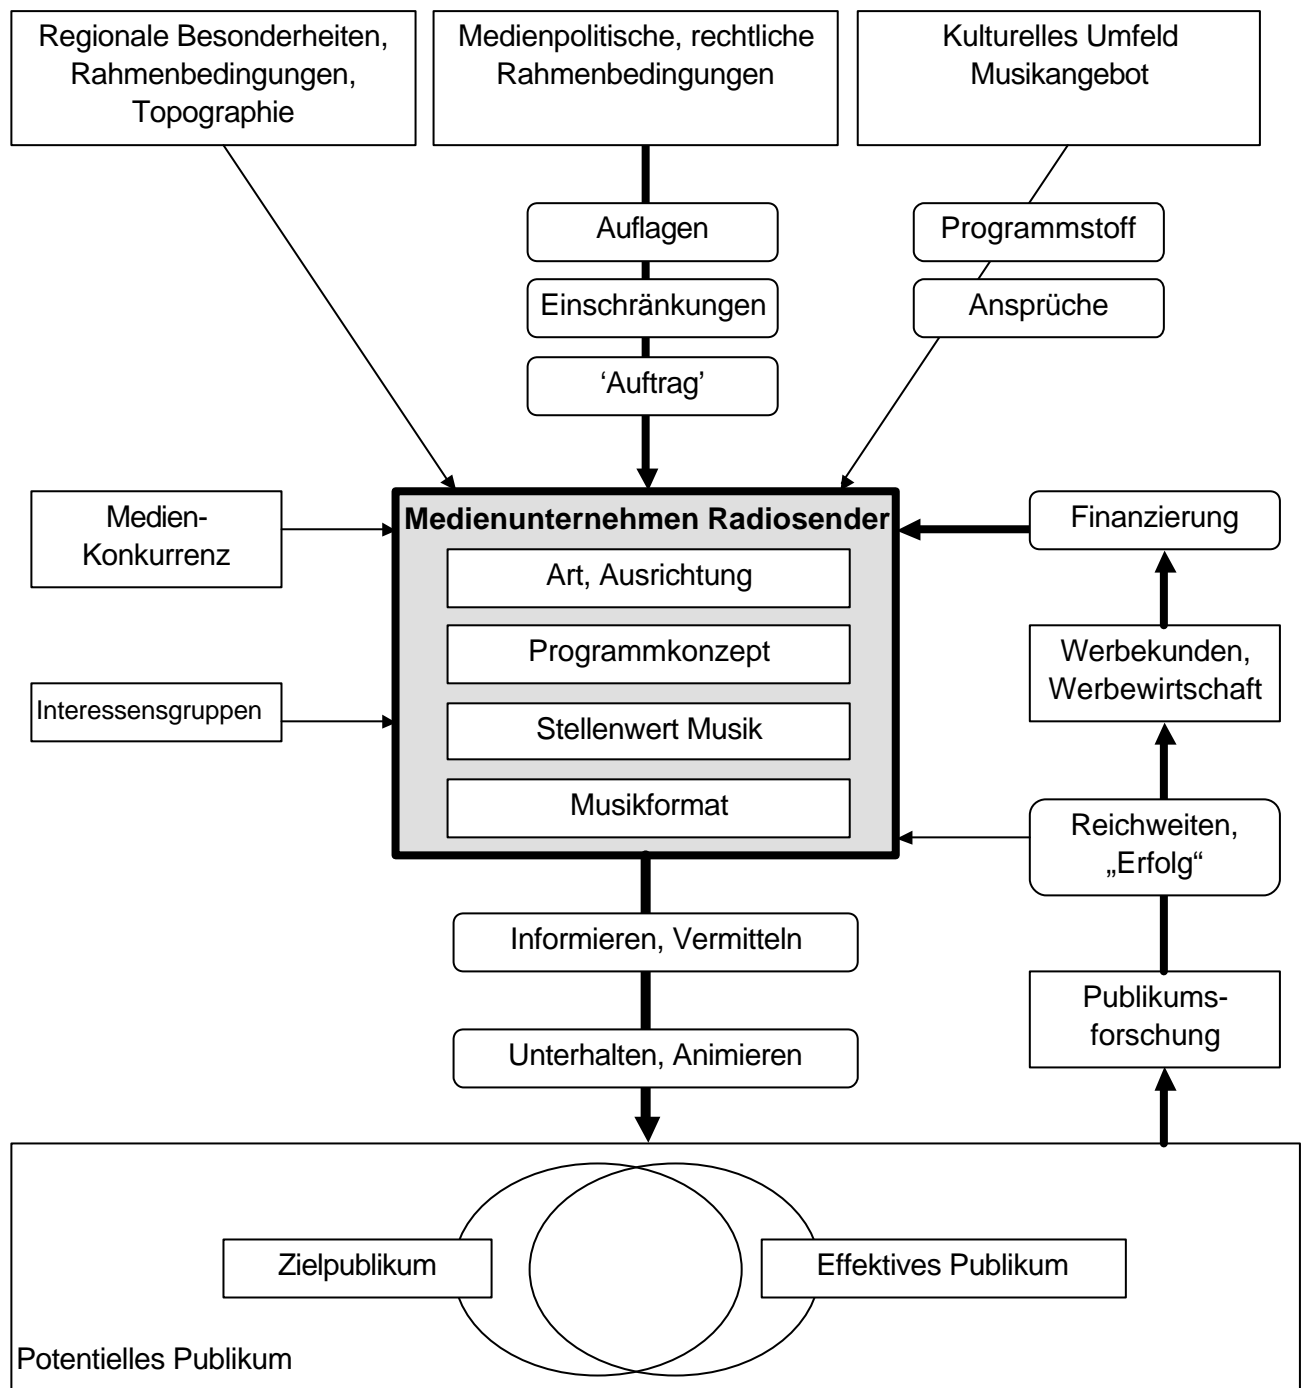 Regionale Besonderheiten,
Rahmenbedingungen,
Topographie
Medienpolitische, rechtliche
Rahmenbedingungen
Kulturelles Umfeld
Musikangebot
Auflagen
Einschränkungen
‘Auftrag’
Programmstoff
Ansprüche
Medien-
Konkurrenz
Interessensgruppen
Medienunternehmen Radiosender
Art, Ausrichtung
Programmkonzept
Stellenwert Musik
Musikformat
Finanzierung
Werbekunden,
Werbewirtschaft
Reichweiten,
„Erfolg“
Publikums-
forschung
Informieren, Vermitteln
Unterhalten, Animieren
Zielpublikum
Effektives Publikum
Potentielles Publikum